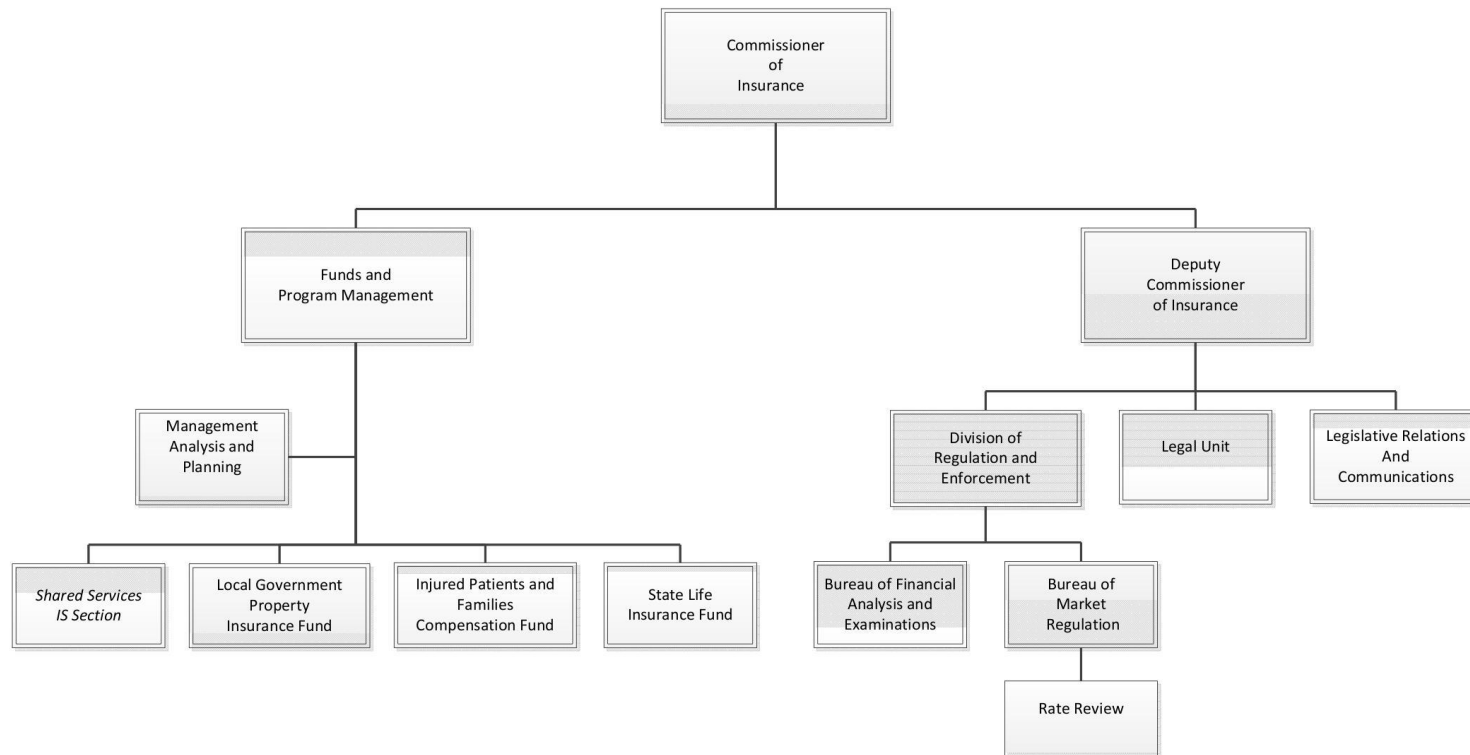 Commissioner
of
Insurance
Funds and
Program Management
Deputy
Commissioner
of Insurance
Management
Analysis and
Planning
Division of
Regulation and
Enforcement
Legal Unit
Legislative Relations
And
Communications
Shared Services
IS Section
Local Government
Property
Insurance Fund
Injured Patients and
Families
Compensation Fund
State Life
Insurance Fund
Bureau of Financial
Analysis and
Examinations
Bureau of
Market
Regulation
Rate Review